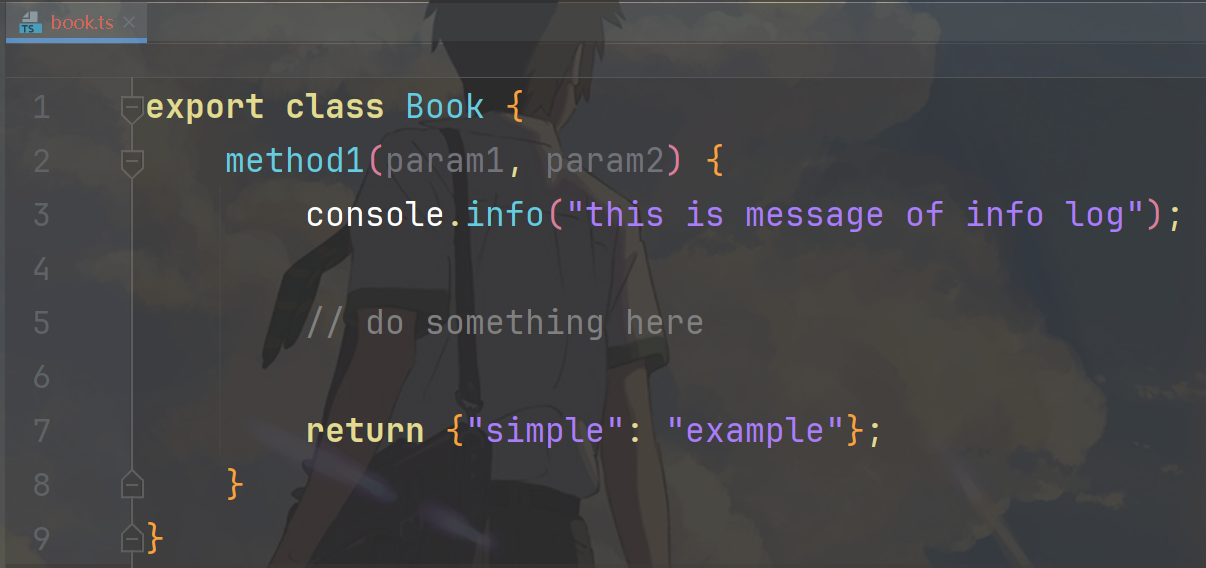 book.ts
1 export class Book {
2     method1(param1, param2) {
3         console.info("this is message of info log");
4
5         // do something here
6
7         return {"simple": "example"};
8     }
9 }